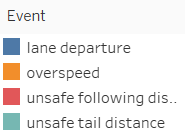 Event
lane departure
overspeed
unsafe following dis..
unsafe tail distance